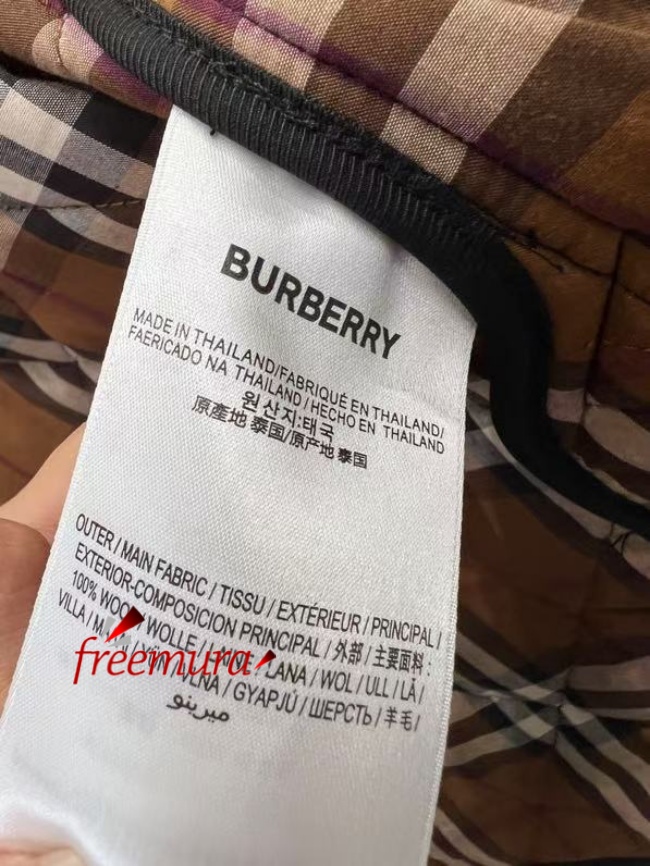 BURBERRY
MADE IN THAILAND/FABRIQUÉ EN THAILAND/
FAERICADO NA THAILAND/HECHO EN THAILAND
원산지:태국
原產地 泰国/原产地 泰国
OUTER / MAIN FABRIC / TISSU / EXTÉRIEUR / PRINCIPAL /
EXTERIOR-COMPOSICION PRINCIPAL / 外部 / 主要面料 :
100% WOLLE / LANA / WOL / ULL / LÃ /
VILLA / GYAPJÚ / ШЕРСТЬ / 羊毛 /
ميرينو
freemura